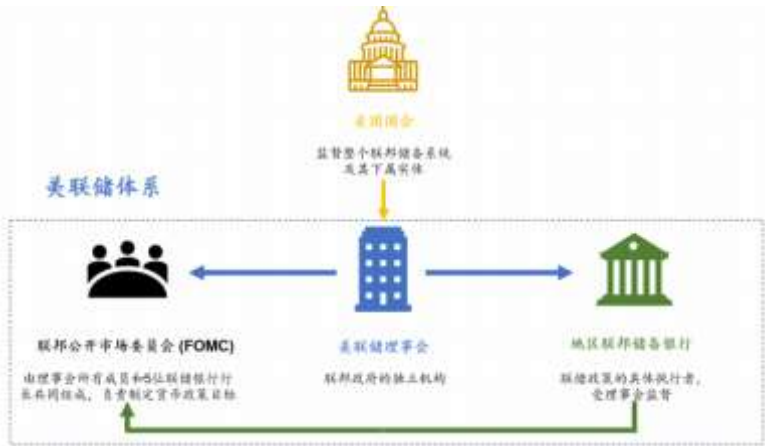 美国国会
监督整个联邦储备系统
及其下属实体
美联储体系
联邦公开市场委员会 (FOMC)
由理事会所有成员和5位联储银行行
长共同组成，负责制定货币政策目标
美联储理事会
联邦政府的独立机构
地区联邦储备银行
联储政策的具体执行者，
受理事会监督